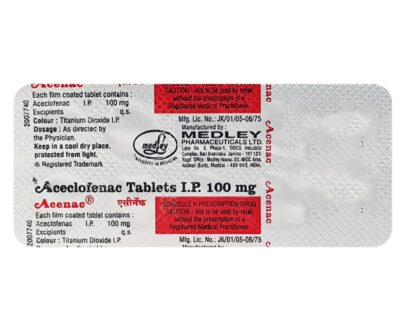 Acenac
Each film coated tablet contains :
Aceclofenac I.P. 100 mg
Excipients q.s.
Colour : Titanium Dioxide I.P.
Dosage : As directed by
the Physician.
Keep in a cool dry place,
protected from light.
® Registered Trademark
2007740
CAUTION - Not to be sold by retail
without the prescription of a
Registered Medical Practitioner.
Mfg. Lic. No.: JK/01/05-06/75
Manufactured by :
MEDLEY
PHARMACEUTICALS LTD.
medley
Acenac
Aceclofenac Tablets I.P. 100 mg
Acenac® एसीनॅक
Each film coated tablet contains :
Aceclofenac I.P. 100 mg
Excipients q.s.
Colour : Titanium Dioxide I.P.
2007740
SCHEDULE H PRESCRIPTION DRUG
CAUTION - Not to be sold by retail
without the prescription of a
Registered Medical Practitioner.
Mfg. Lic. No.: JK/01/05-06/75
Acenac